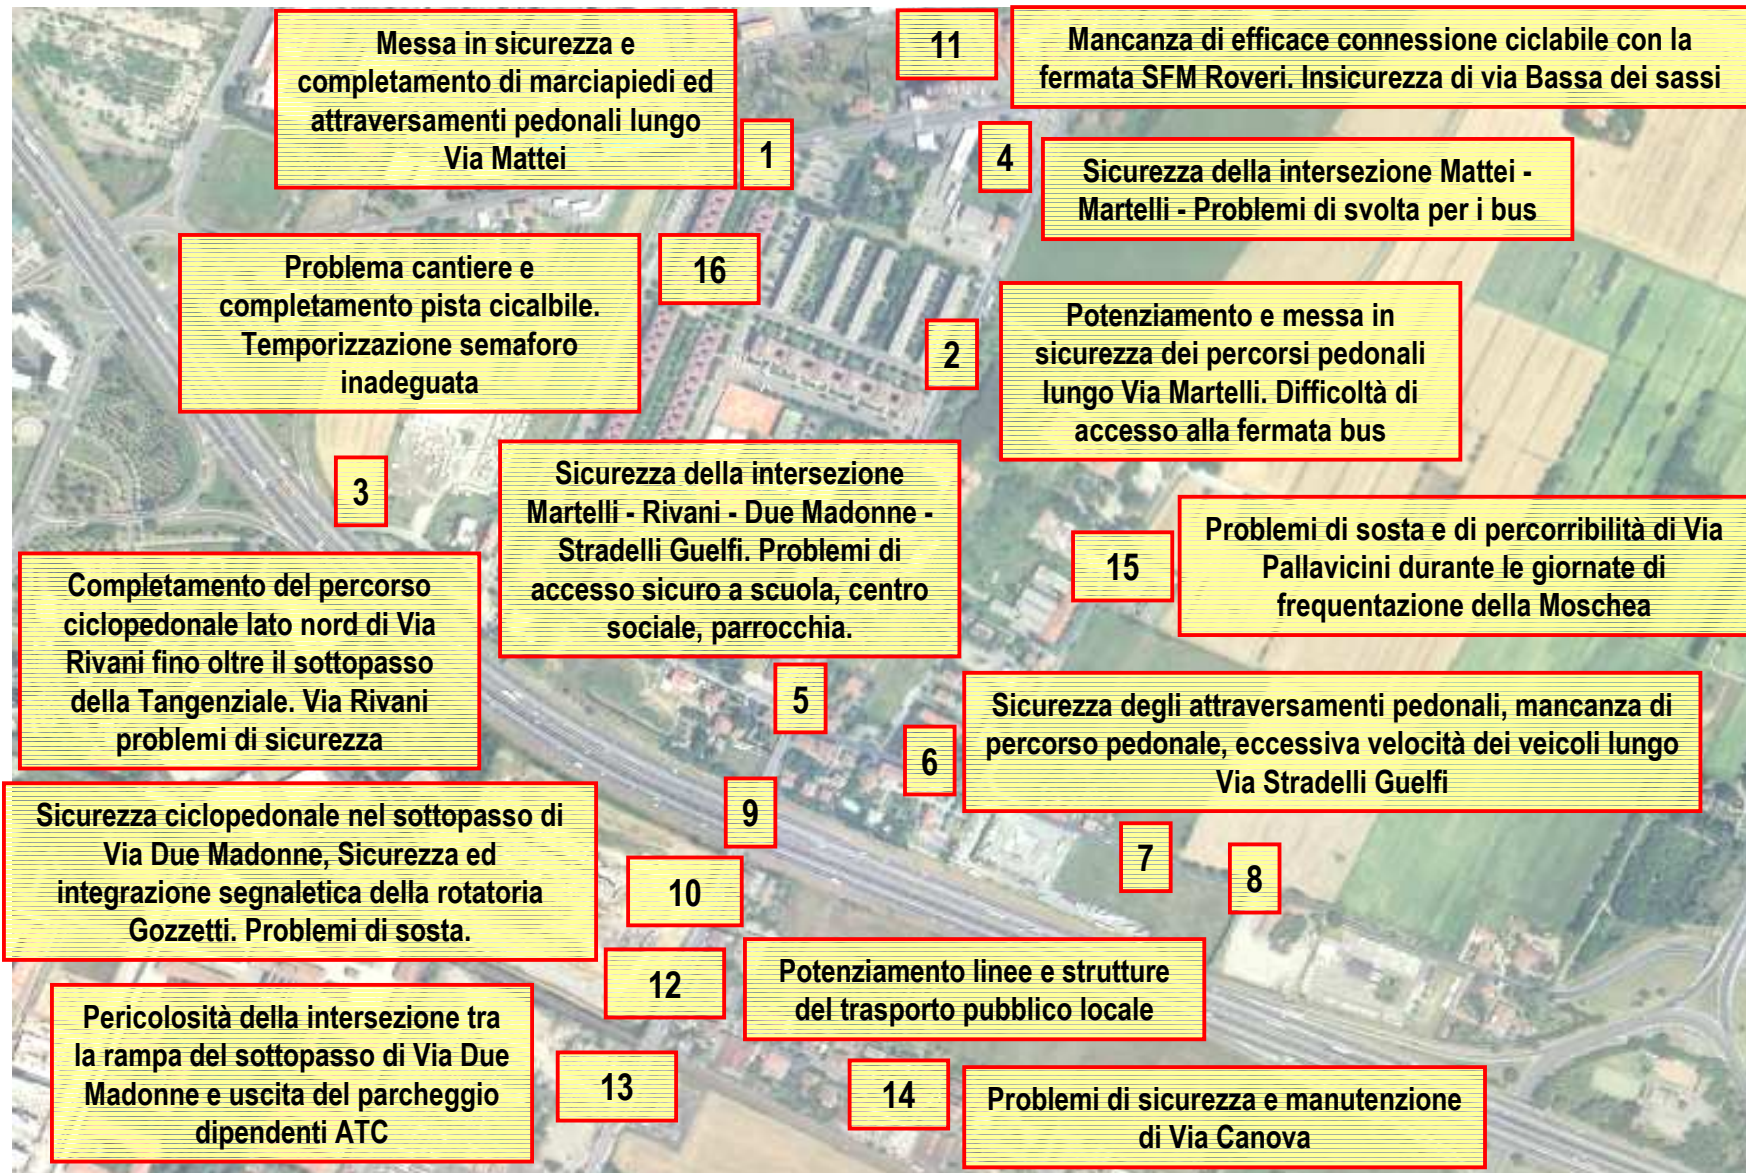 Messa in sicurezza e
completamento di marciapiedi ed
attraversamenti pedonali lungo
Via Mattei
1
11
Mancanza di efficace connessione ciclabile con la
fermata SFM Roveri. Insicurezza di via Bassa dei sassi
4
Sicurezza della intersezione Mattei -
Martelli - Problemi di svolta per i bus
Problema cantiere e
completamento pista cicalbile.
Temporizzazione semaforo
inadeguata
16
2
Potenziamento e messa in
sicurezza dei percorsi pedonali
lungo Via Martelli. Difficoltà di
accesso alla fermata bus
3
Sicurezza della intersezione
Martelli - Rivani - Due Madonne -
Stradelli Guelfi. Problemi di
accesso sicuro a scuola, centro
sociale, parrocchia.
15
Problemi di sosta e di percorribilità di Via
Pallavicini durante le giornate di
frequentazione della Moschea
Completamento del percorso
ciclopedonale lato nord di Via
Rivani fino oltre il sottopasso
della Tangenziale. Via Rivani
problemi di sicurezza
5
6
Sicurezza degli attraversamenti pedonali, mancanza di
percorso pedonale, eccessiva velocità dei veicoli lungo
Via Stradelli Guelfi
Sicurezza ciclopedonale nel sottopasso di
Via Due Madonne, Sicurezza ed
integrazione segnaletica della rotatoria
Gozzetti. Problemi di sosta.
9
10
7
8
12
Potenziamento linee e strutture
del trasporto pubblico locale
Pericolosità della intersezione tra
la rampa del sottopasso di Via Due
Madonne e uscita del parcheggio
dipendenti ATC
13
14
Problemi di sicurezza e manutenzione
di Via Canova